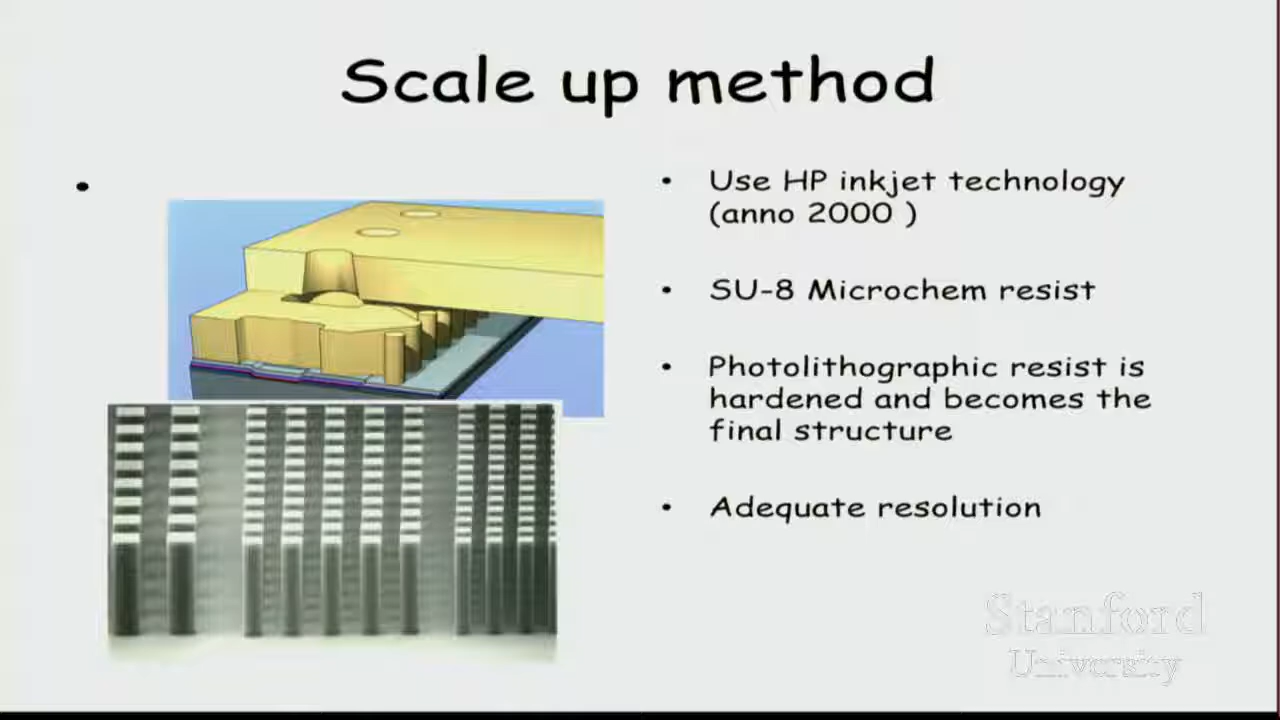 Scale up method
•
• Use HP inkjet technology
(anno 2000 )
• SU-8 Microchem resist
• Photolithographic resist is
hardened and becomes the
final structure
• Adequate resolution
Stanford
University